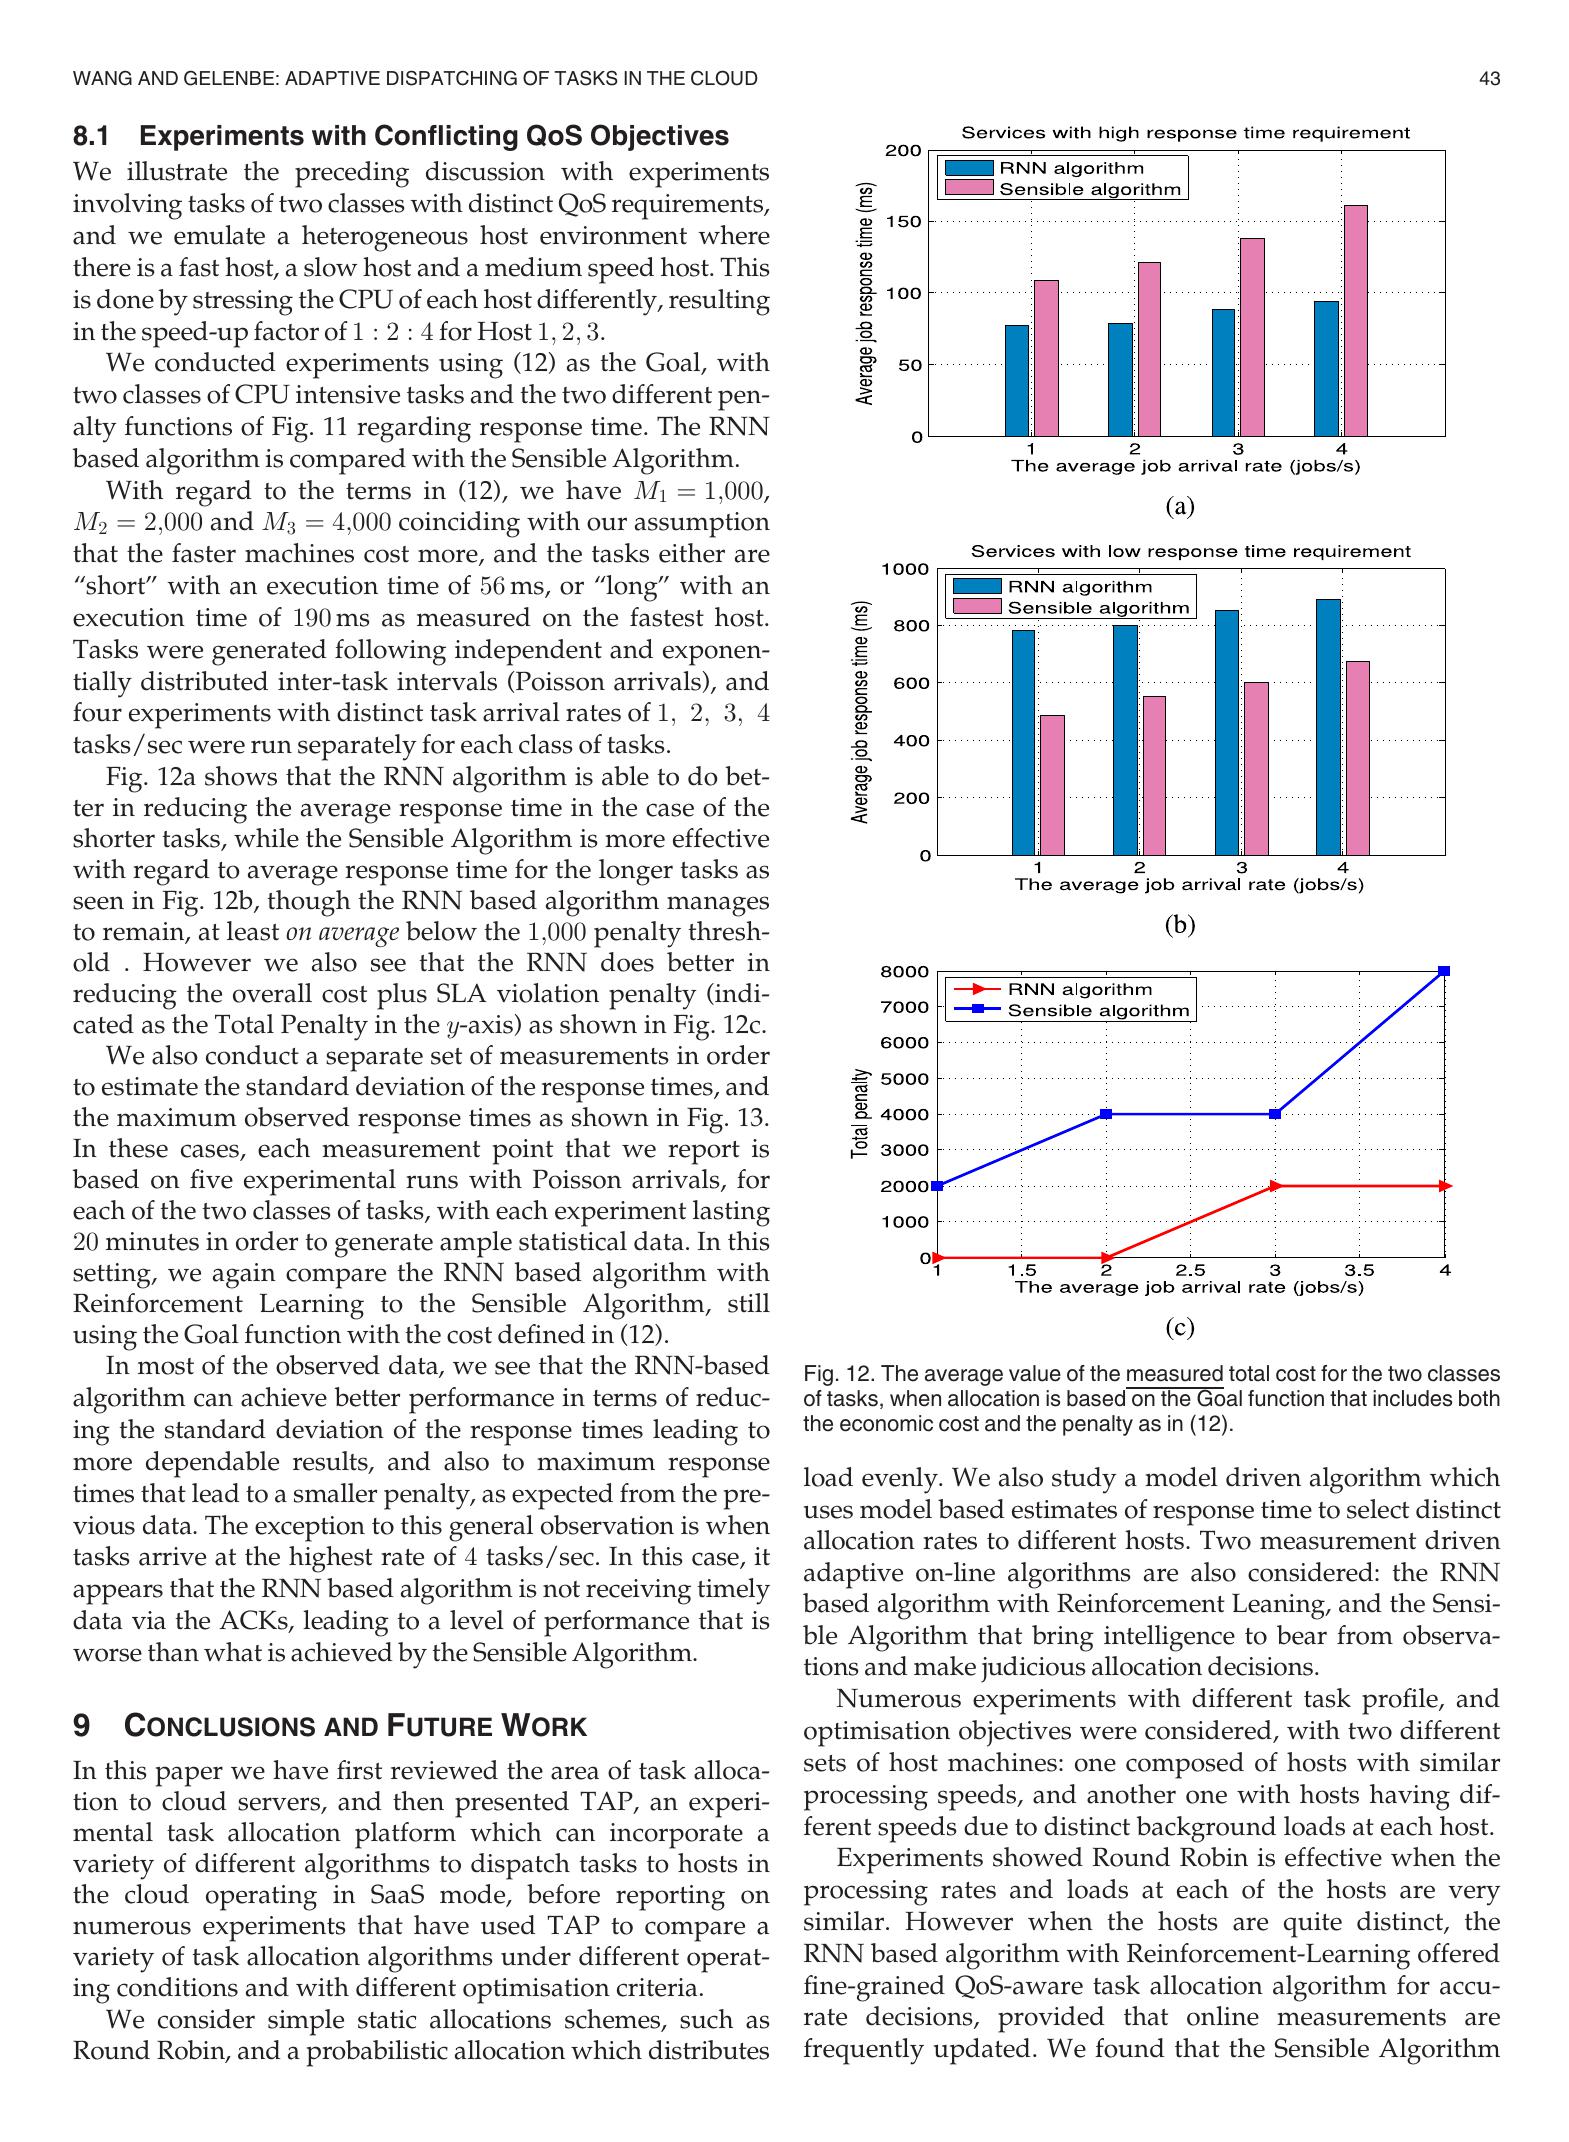 WANG AND GELENBE: ADAPTIVE DISPATCHING OF TASKS IN THE CLOUD
43
8.1 Experiments with Conflicting QoS Objectives
We illustrate the preceding discussion with experiments
involving tasks of two classes with distinct QoS requirements,
and we emulate a heterogeneous host environment where
there is a fast host, a slow host and a medium speed host. This
is done by stressing the CPU of each host differently, resulting
in the speed-up factor of 1 : 2 : 4 for Host 1, 2, 3.
We conducted experiments using (12) as the Goal, with
two classes of CPU intensive tasks and the two different pen-
alty functions of Fig. 11 regarding response time. The RNN
based algorithm is compared with the Sensible Algorithm.
With regard to the terms in (12), we have M1 = 1,000,
M2 = 2,000 and M3 = 4,000 coinciding with our assumption
that the faster machines cost more, and the tasks either are
“short” with an execution time of 56 ms, or “long” with an
execution time of 190 ms as measured on the fastest host.
Tasks were generated following independent and exponen-
tially distributed inter-task intervals (Poisson arrivals), and
four experiments with distinct task arrival rates of 1, 2, 3, 4
tasks/sec were run separately for each class of tasks.
Fig. 12a shows that the RNN algorithm is able to do bet-
ter in reducing the average response time in the case of the
shorter tasks, while the Sensible Algorithm is more effective
with regard to average response time for the longer tasks as
seen in Fig. 12b, though the RNN based algorithm manages
to remain, at least on average below the 1,000 penalty thresh-
old . However we also see that the RNN does better in
reducing the overall cost plus SLA violation penalty (indi-
cated as the Total Penalty in the y-axis) as shown in Fig. 12c.
We also conduct a separate set of measurements in order
to estimate the standard deviation of the response times, and
the maximum observed response times as shown in Fig. 13.
In these cases, each measurement point that we report is
based on five experimental runs with Poisson arrivals, for
each of the two classes of tasks, with each experiment lasting
20 minutes in order to generate ample statistical data. In this
setting, we again compare the RNN based algorithm with
Reinforcement Learning to the Sensible Algorithm, still
using the Goal function with the cost defined in (12).
In most of the observed data, we see that the RNN-based
algorithm can achieve better performance in terms of reduc-
ing the standard deviation of the response times leading to
more dependable results, and also to maximum response
times that lead to a smaller penalty, as expected from the pre-
vious data. The exception to this general observation is when
tasks arrive at the highest rate of 4 tasks/sec. In this case, it
appears that the RNN based algorithm is not receiving timely
data via the ACKs, leading to a level of performance that is
worse than what is achieved by the Sensible Algorithm.
9 CONCLUSIONS AND FUTURE WORK
In this paper we have first reviewed the area of task alloca-
tion to cloud servers, and then presented TAP, an experi-
mental task allocation platform which can incorporate a
variety of different algorithms to dispatch tasks to hosts in
the cloud operating in SaaS mode, before reporting on
numerous experiments that have used TAP to compare a
variety of task allocation algorithms under different operat-
ing conditions and with different optimisation criteria.
We consider simple static allocations schemes, such as
Round Robin, and a probabilistic allocation which distributes
Services with high response time requirement
RNN algorithm
Sensible algorithm
Average job response time (ms)
200
150
100
50
0
1 2 3 4
The average job arrival rate (jobs/s)
(a)
Services with low response time requirement
RNN algorithm
Sensible algorithm
Average job response time (ms)
1000
800
600
400
200
0
1 2 3 4
The average job arrival rate (jobs/s)
(b)
RNN algorithm
Sensible algorithm
Total penalty
8000
7000
6000
5000
4000
3000
2000
1000
0
1 1.5 2 2.5 3 3.5 4
The average job arrival rate (jobs/s)
(c)
Fig. 12. The average value of the measured total cost for the two classes
of tasks, when allocation is based on the Goal function that includes both
the economic cost and the penalty as in (12).
load evenly. We also study a model driven algorithm which
uses model based estimates of response time to select distinct
allocation rates to different hosts. Two measurement driven
adaptive on-line algorithms are also considered: the RNN
based algorithm with Reinforcement Leaning, and the Sensi-
ble Algorithm that bring intelligence to bear from observa-
tions and make judicious allocation decisions.
Numerous experiments with different task profile, and
optimisation objectives were considered, with two different
sets of host machines: one composed of hosts with similar
processing speeds, and another one with hosts having dif-
ferent speeds due to distinct background loads at each host.
Experiments showed Round Robin is effective when the
processing rates and loads at each of the hosts are very
similar. However when the hosts are quite distinct, the
RNN based algorithm with Reinforcement-Learning offered
fine-grained QoS-aware task allocation algorithm for accu-
rate decisions, provided that online measurements are
frequently updated. We found that the Sensible Algorithm